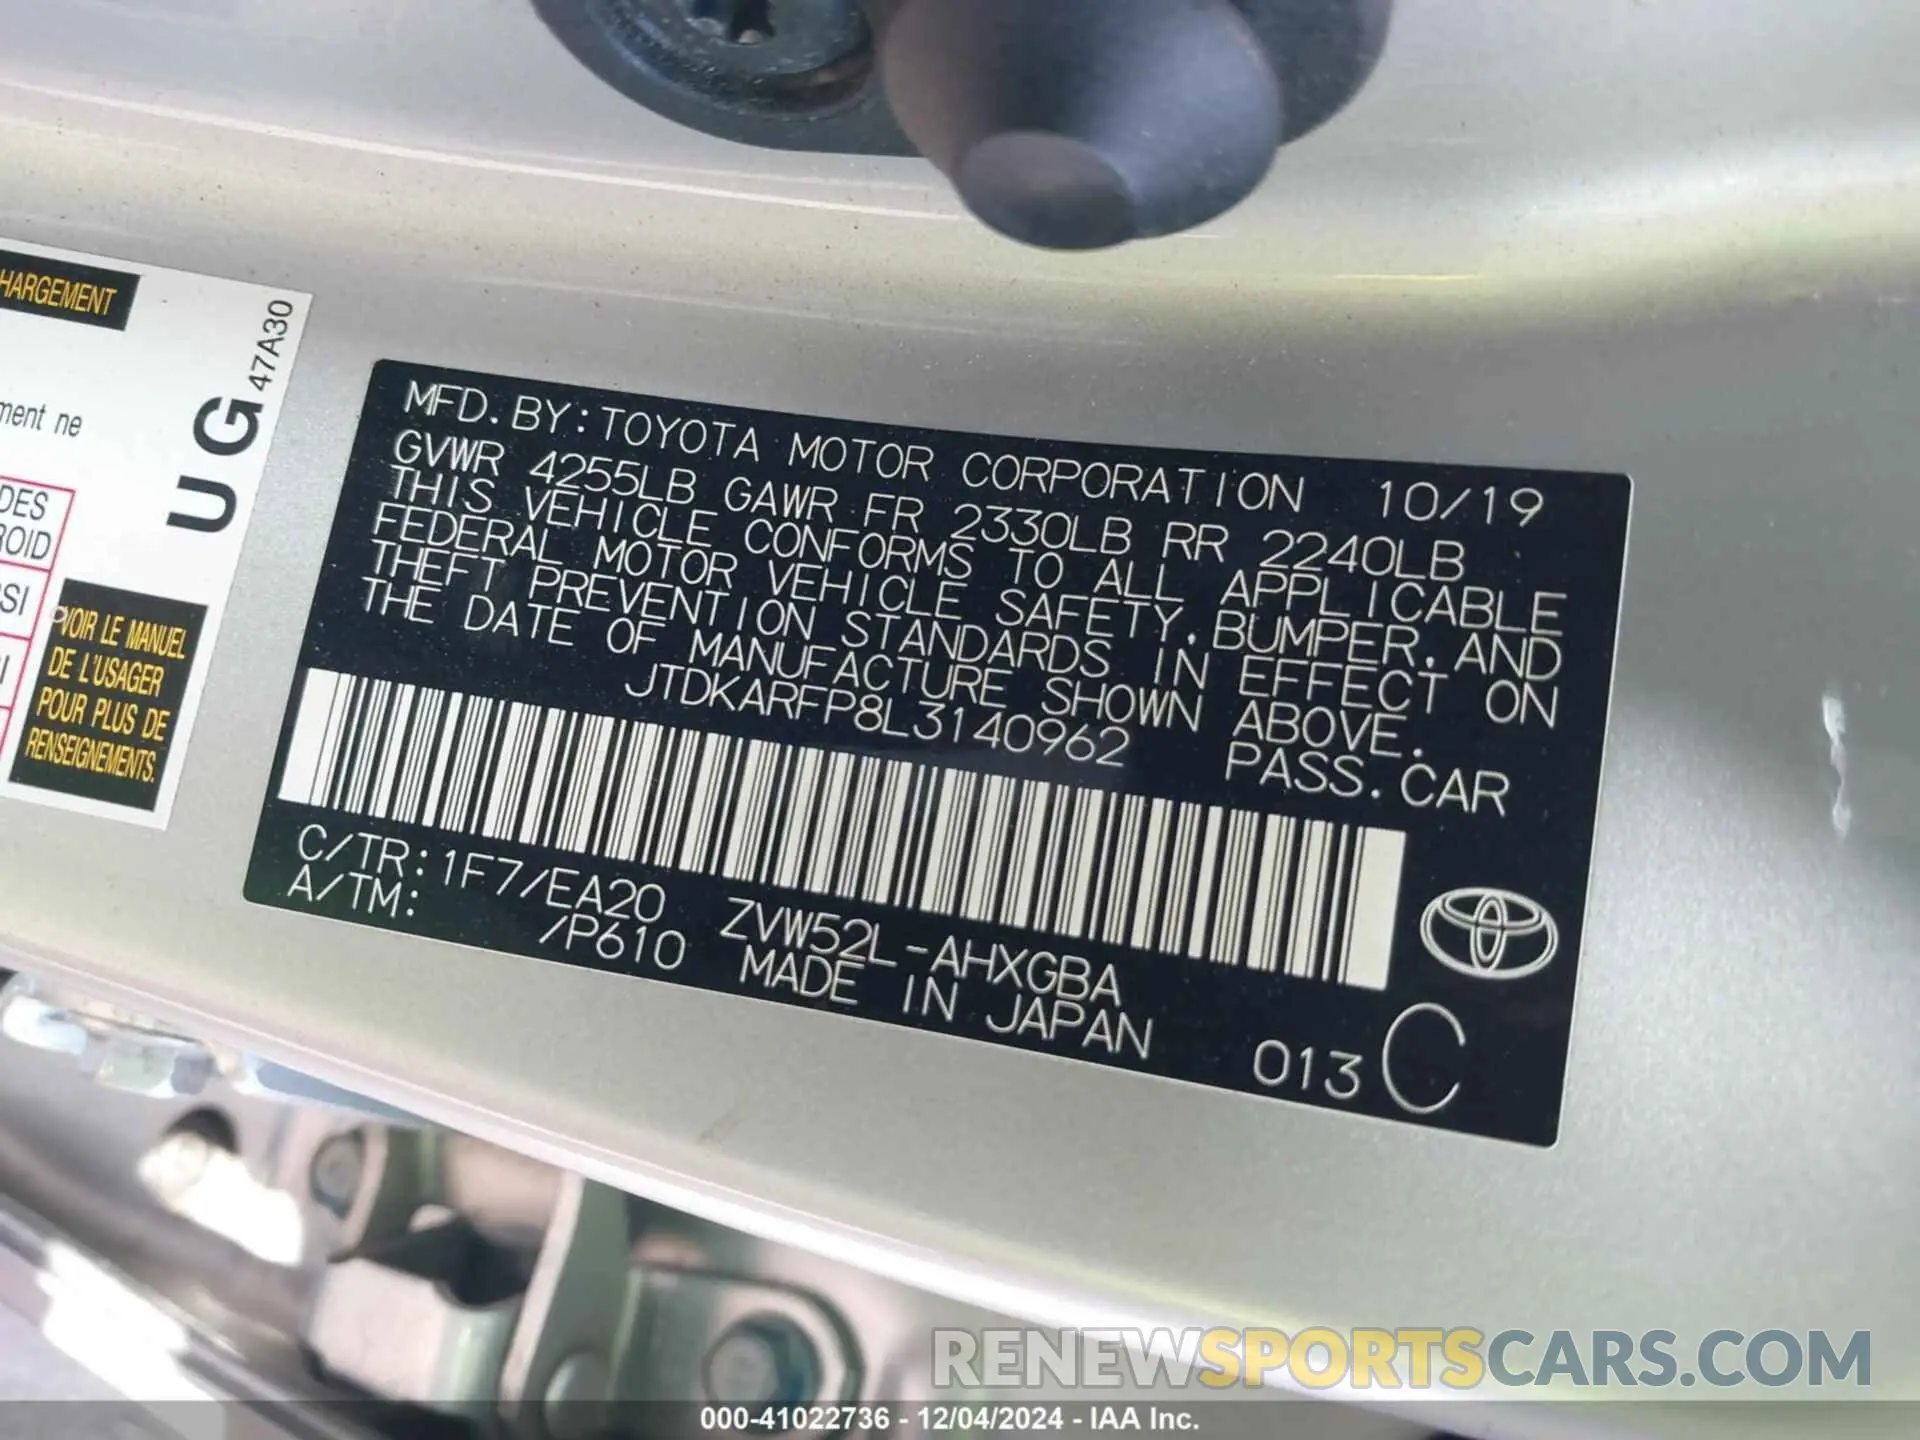 HARGEMENT
ment ne
DES
ROID
SI
VOIR LE MANUEL
DE L'USAGER
POUR PLUS DE
RENSEIGNEMENTS.
UG 47A30
MFD. BY: TOYOTA MOTOR CORPORATION 10/19
GVWR 4255LB GAWR FR 2330LB RR 2240LB
THIS VEHICLE CONFORMS TO ALL APPLICABLE
FEDERAL MOTOR VEHICLE SAFETY, BUMPER, AND
THEFT PREVENTION STANDARDS IN EFFECT ON
THE DATE OF MANUFACTURE SHOWN ABOVE.
JTDKARFP8L3140962 PASS. CAR
C/TR: 1F7/EA20 ZVW52L-AHXGBA
A/TM: /P610 MADE IN JAPAN
013 C
RENEWSPORTSCARS.COM
000-41022736 - 12/04/2024 - IAA Inc.